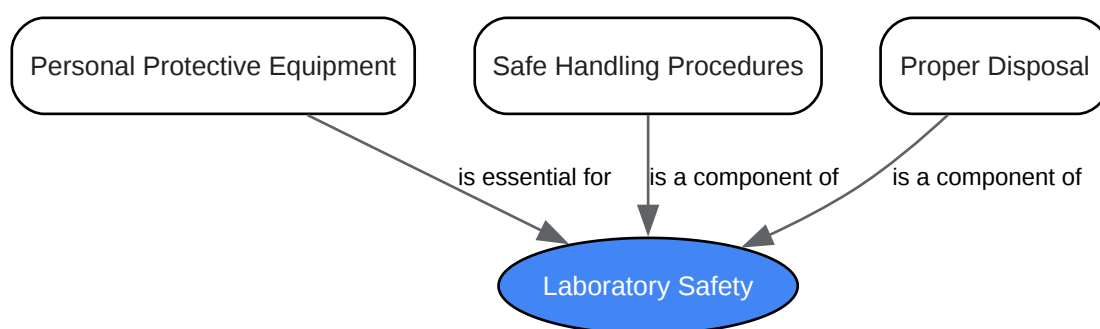 Personal Protective Equipment
Safe Handling Procedures
Proper Disposal
is essential for
is a component of
is a component of
Laboratory Safety